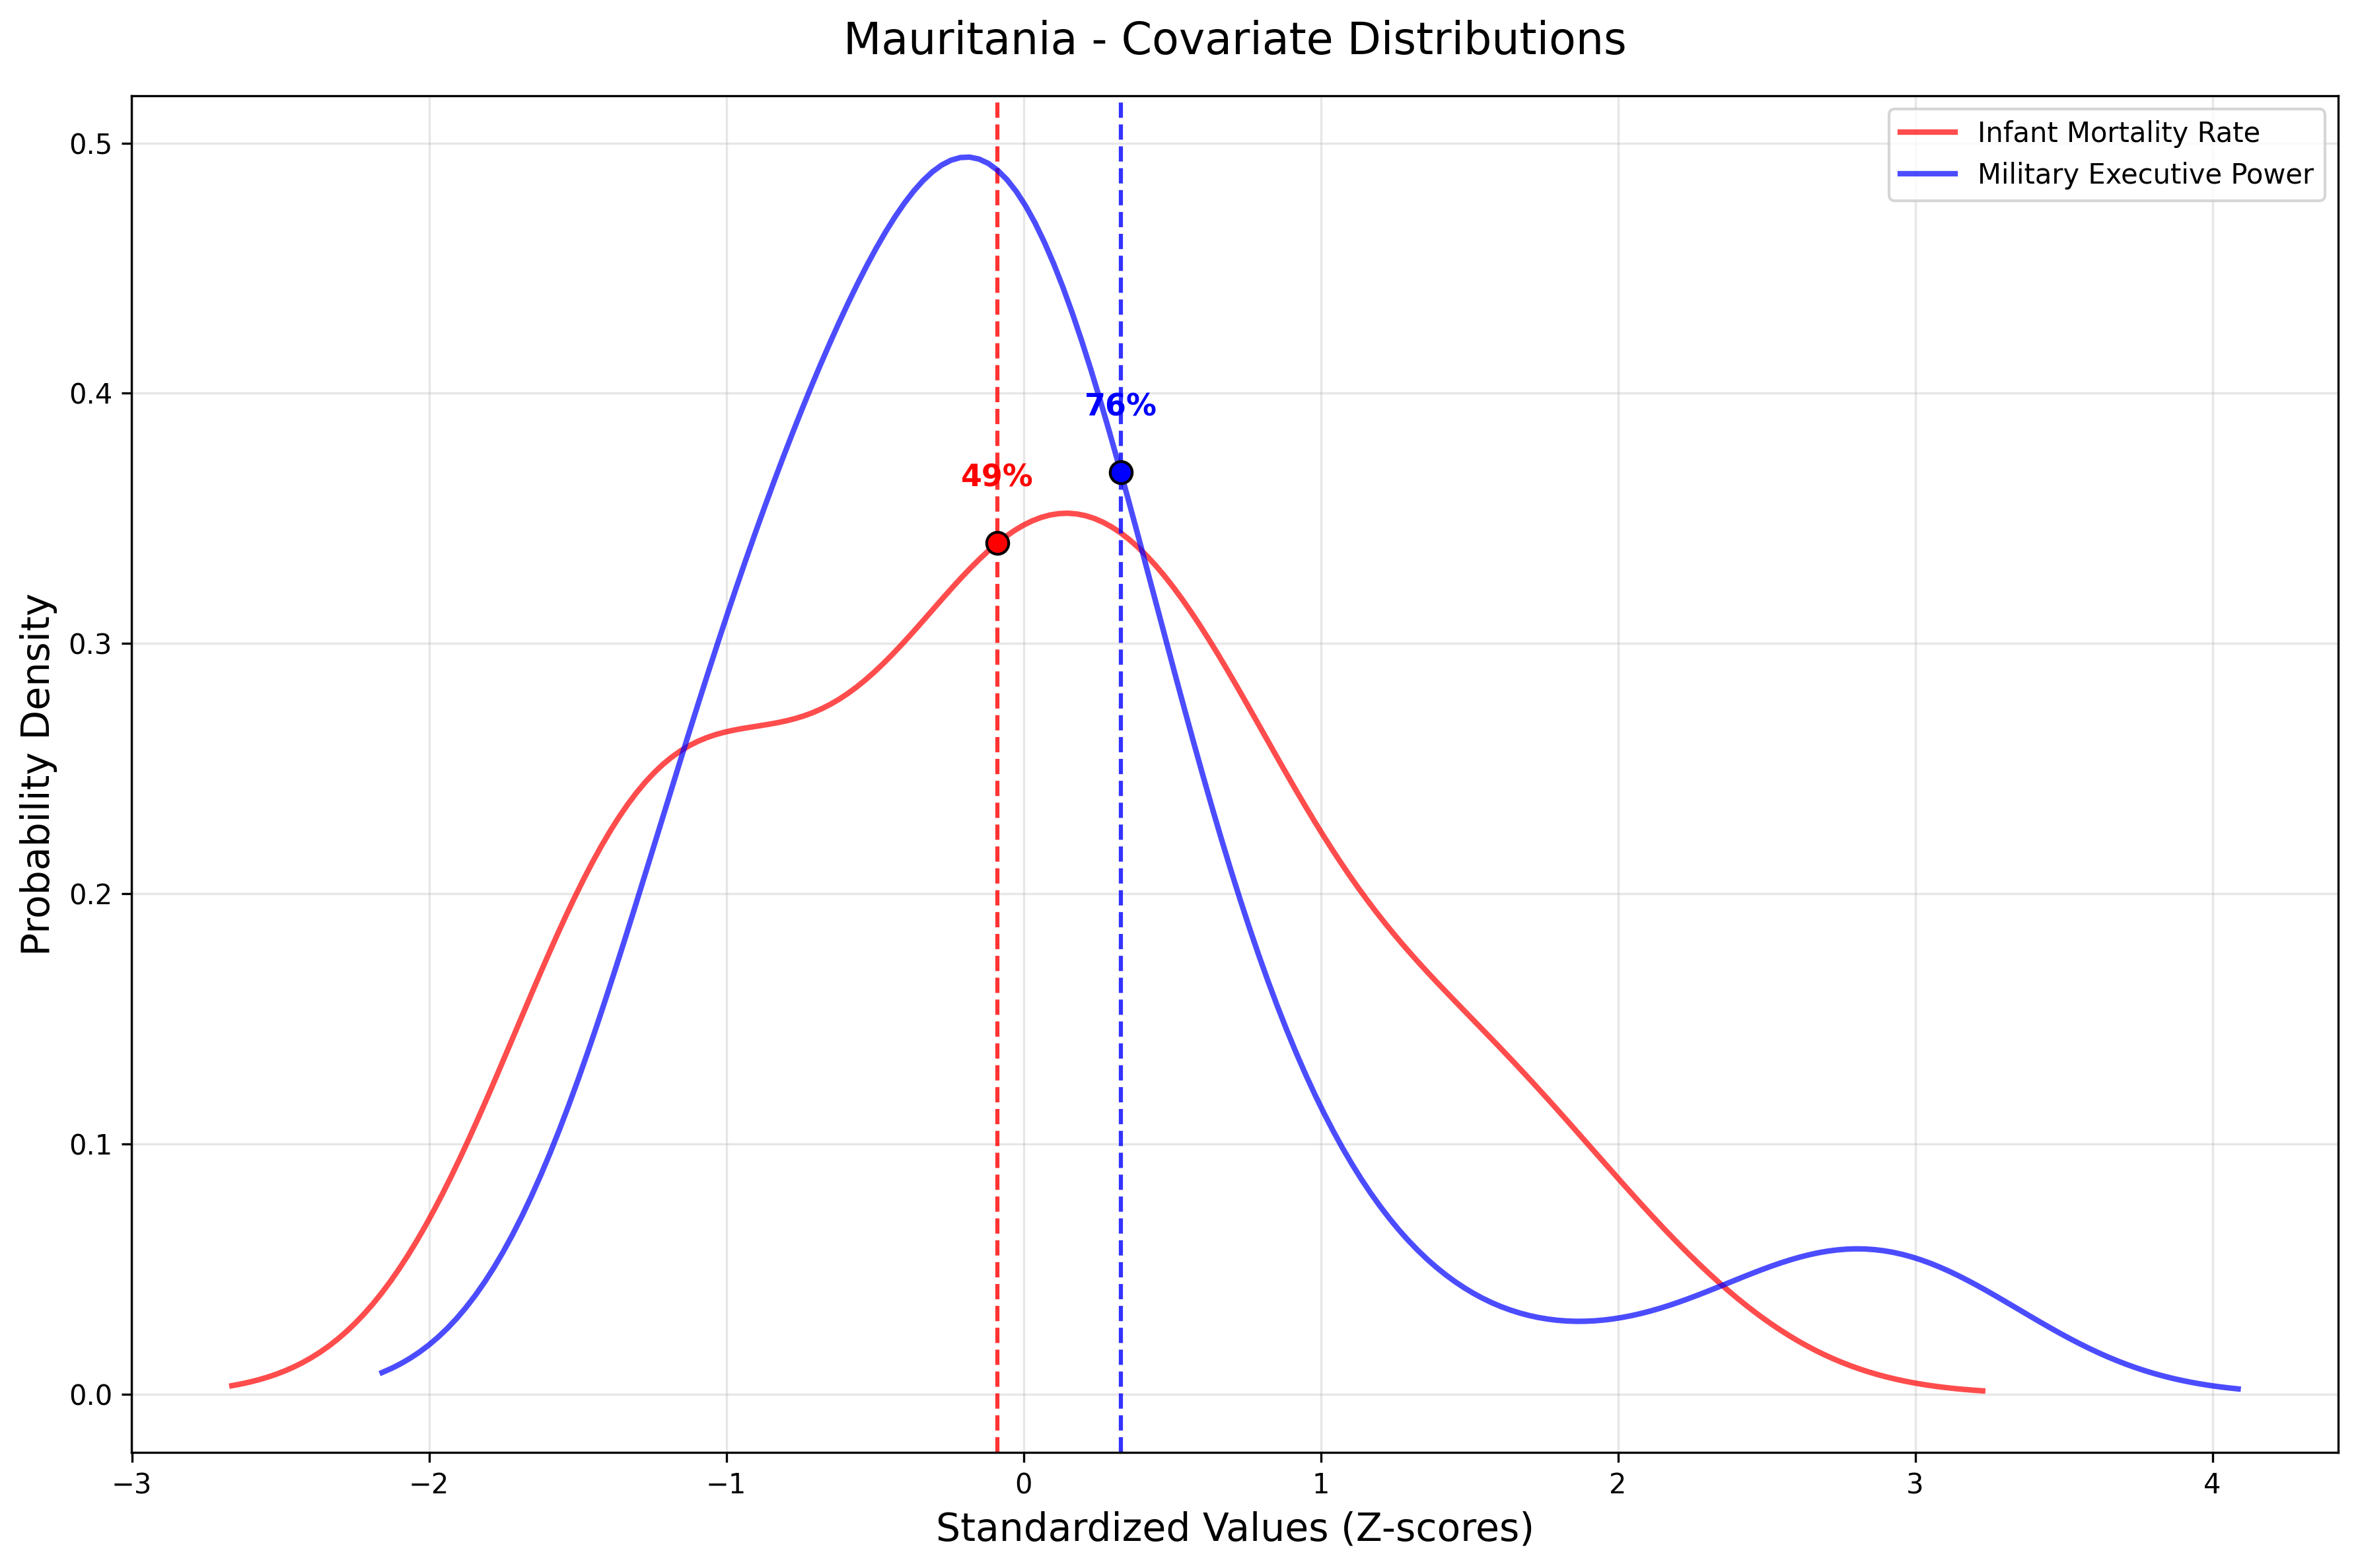 Mauritania - Covariate Distributions
Infant Mortality Rate
Military Executive Power
0.5
0.4
0.3
0.2
0.1
0.0
76%
49%
Probability Density
−3 −2 −1 0 1 2 3 4
Standardized Values (Z-scores)